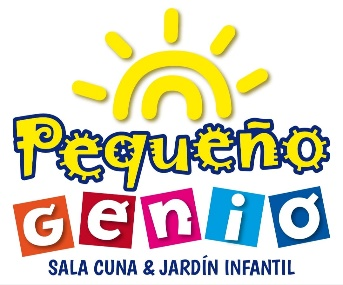 Pequeño
Genio
SALA CUNA & JARDÍN INFANTIL